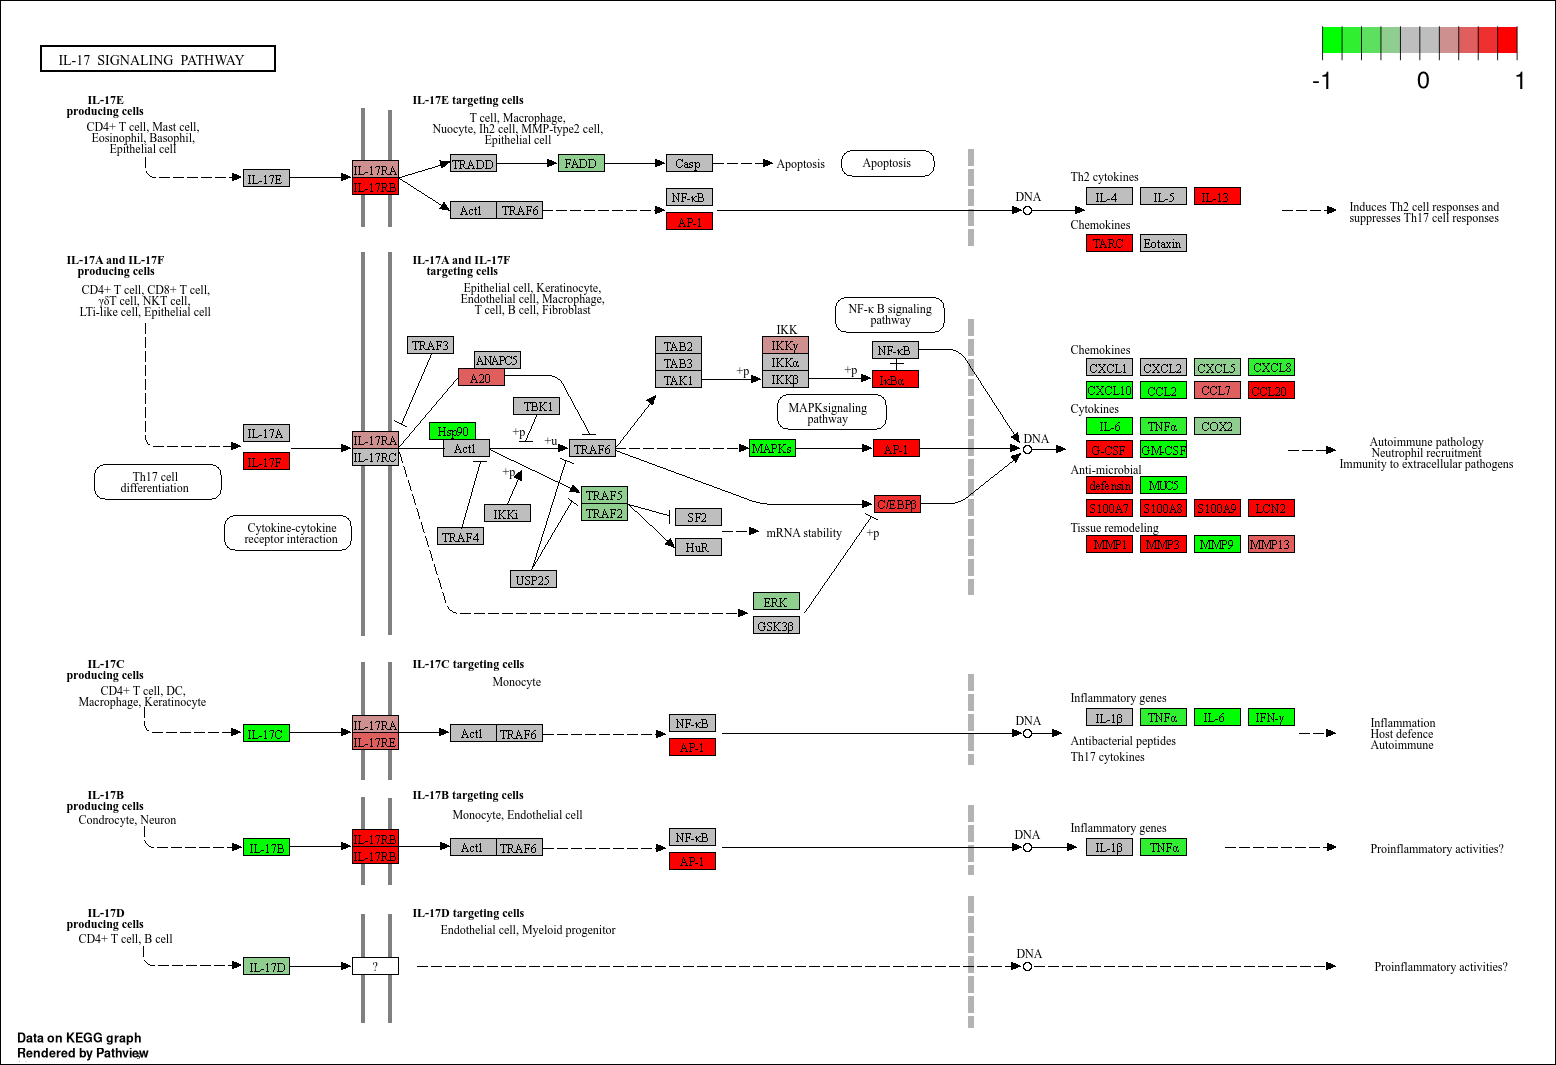 IL-17 SIGNALING PATHWAY
-1 0 1
IL-17E
producing cells
CD4+ T cell, Mast cell,
Eosinophil, Basophil,
Epithelial cell
IL-17E
IL-17RA
IL-17RB
IL-17E targeting cells
T cell, Macrophage,
Nuocyte, Ih2 cell, MMP-type2 cell,
Epithelial cell
TRADD
FADD
Casp
Apoptosis
Apoptosis
Act1
TRAF6
NF-κB
AP-1
DNA
Th2 cytokines
IL-4
IL-5
IL-13
Chemokines
TARC
Eotaxin
Induces Th2 cell responses and
suppresses Th17 cell responses
IL-17A and IL-17F
producing cells
CD4+ T cell, CD8+ T cell,
γδT cell, NKT cell,
LTi-like cell, Epithelial cell
IL-17A
IL-17F
Th17 cell
differentiation
Cytokine-cytokine
receptor interaction
IL-17RA
IL-17RC
IL-17A and IL-17F
targeting cells
Epithelial cell, Keratinocyte,
Endothelial cell, Macrophage,
T cell, B cell, Fibroblast
TRAF3
ANAPC5
A20
TBK1
Hsp90
Act1
+p
+u
TRAF6
+p
IKKi
TRAF4
USP25
TRAF5
TRAF2
SF2
HuR
mRNA stability
TAB2
TAB3
TAK1
+p
IKK
IKKγ
IKKα
IKKβ
+p
NF-κ B signaling
pathway
NF-κB
IκBα
MAPKsignaling
pathway
MAPKs
AP-1
C/EBPβ
+p
ERK
GSK3β
DNA
Chemokines
CXCL1
CXCL2
CXCL5
CXCL8
CXCL10
CCL2
CCL7
CCL20
Cytokines
IL-6
TNFα
COX2
G-CSF
GM-CSF
Anti-microbial
defensin
MUC5
S100A7
S100A8
S100A9
LCN2
Tissue remodeling
MMP1
MMP3
MMP9
MMP13
Autoimmune pathology
Neutrophil recruitment
Immunity to extracellular pathogens
IL-17C
producing cells
CD4+ T cell, DC,
Macrophage, Keratinocyte
IL-17C
IL-17RA
IL-17RE
IL-17C targeting cells
Monocyte
Act1
TRAF6
NF-κB
AP-1
DNA
Inflammatory genes
IL-1β
TNFα
IL-6
IFN-γ
Antibacterial peptides
Th17 cytokines
Inflammation
Host defence
Autoimmune
IL-17B
producing cells
Condrocyte, Neuron
IL-17B
IL-17RB
IL-17RB
IL-17B targeting cells
Monocyte, Endothelial cell
Act1
TRAF6
NF-κB
AP-1
DNA
Inflammatory genes
IL-1β
TNFα
Proinflammatory activities?
IL-17D
producing cells
CD4+ T cell, B cell
IL-17D
?
IL-17D targeting cells
Endothelial cell, Myeloid progenitor
DNA
Proinflammatory activities?
Data on KEGG graph
Rendered by Pathview